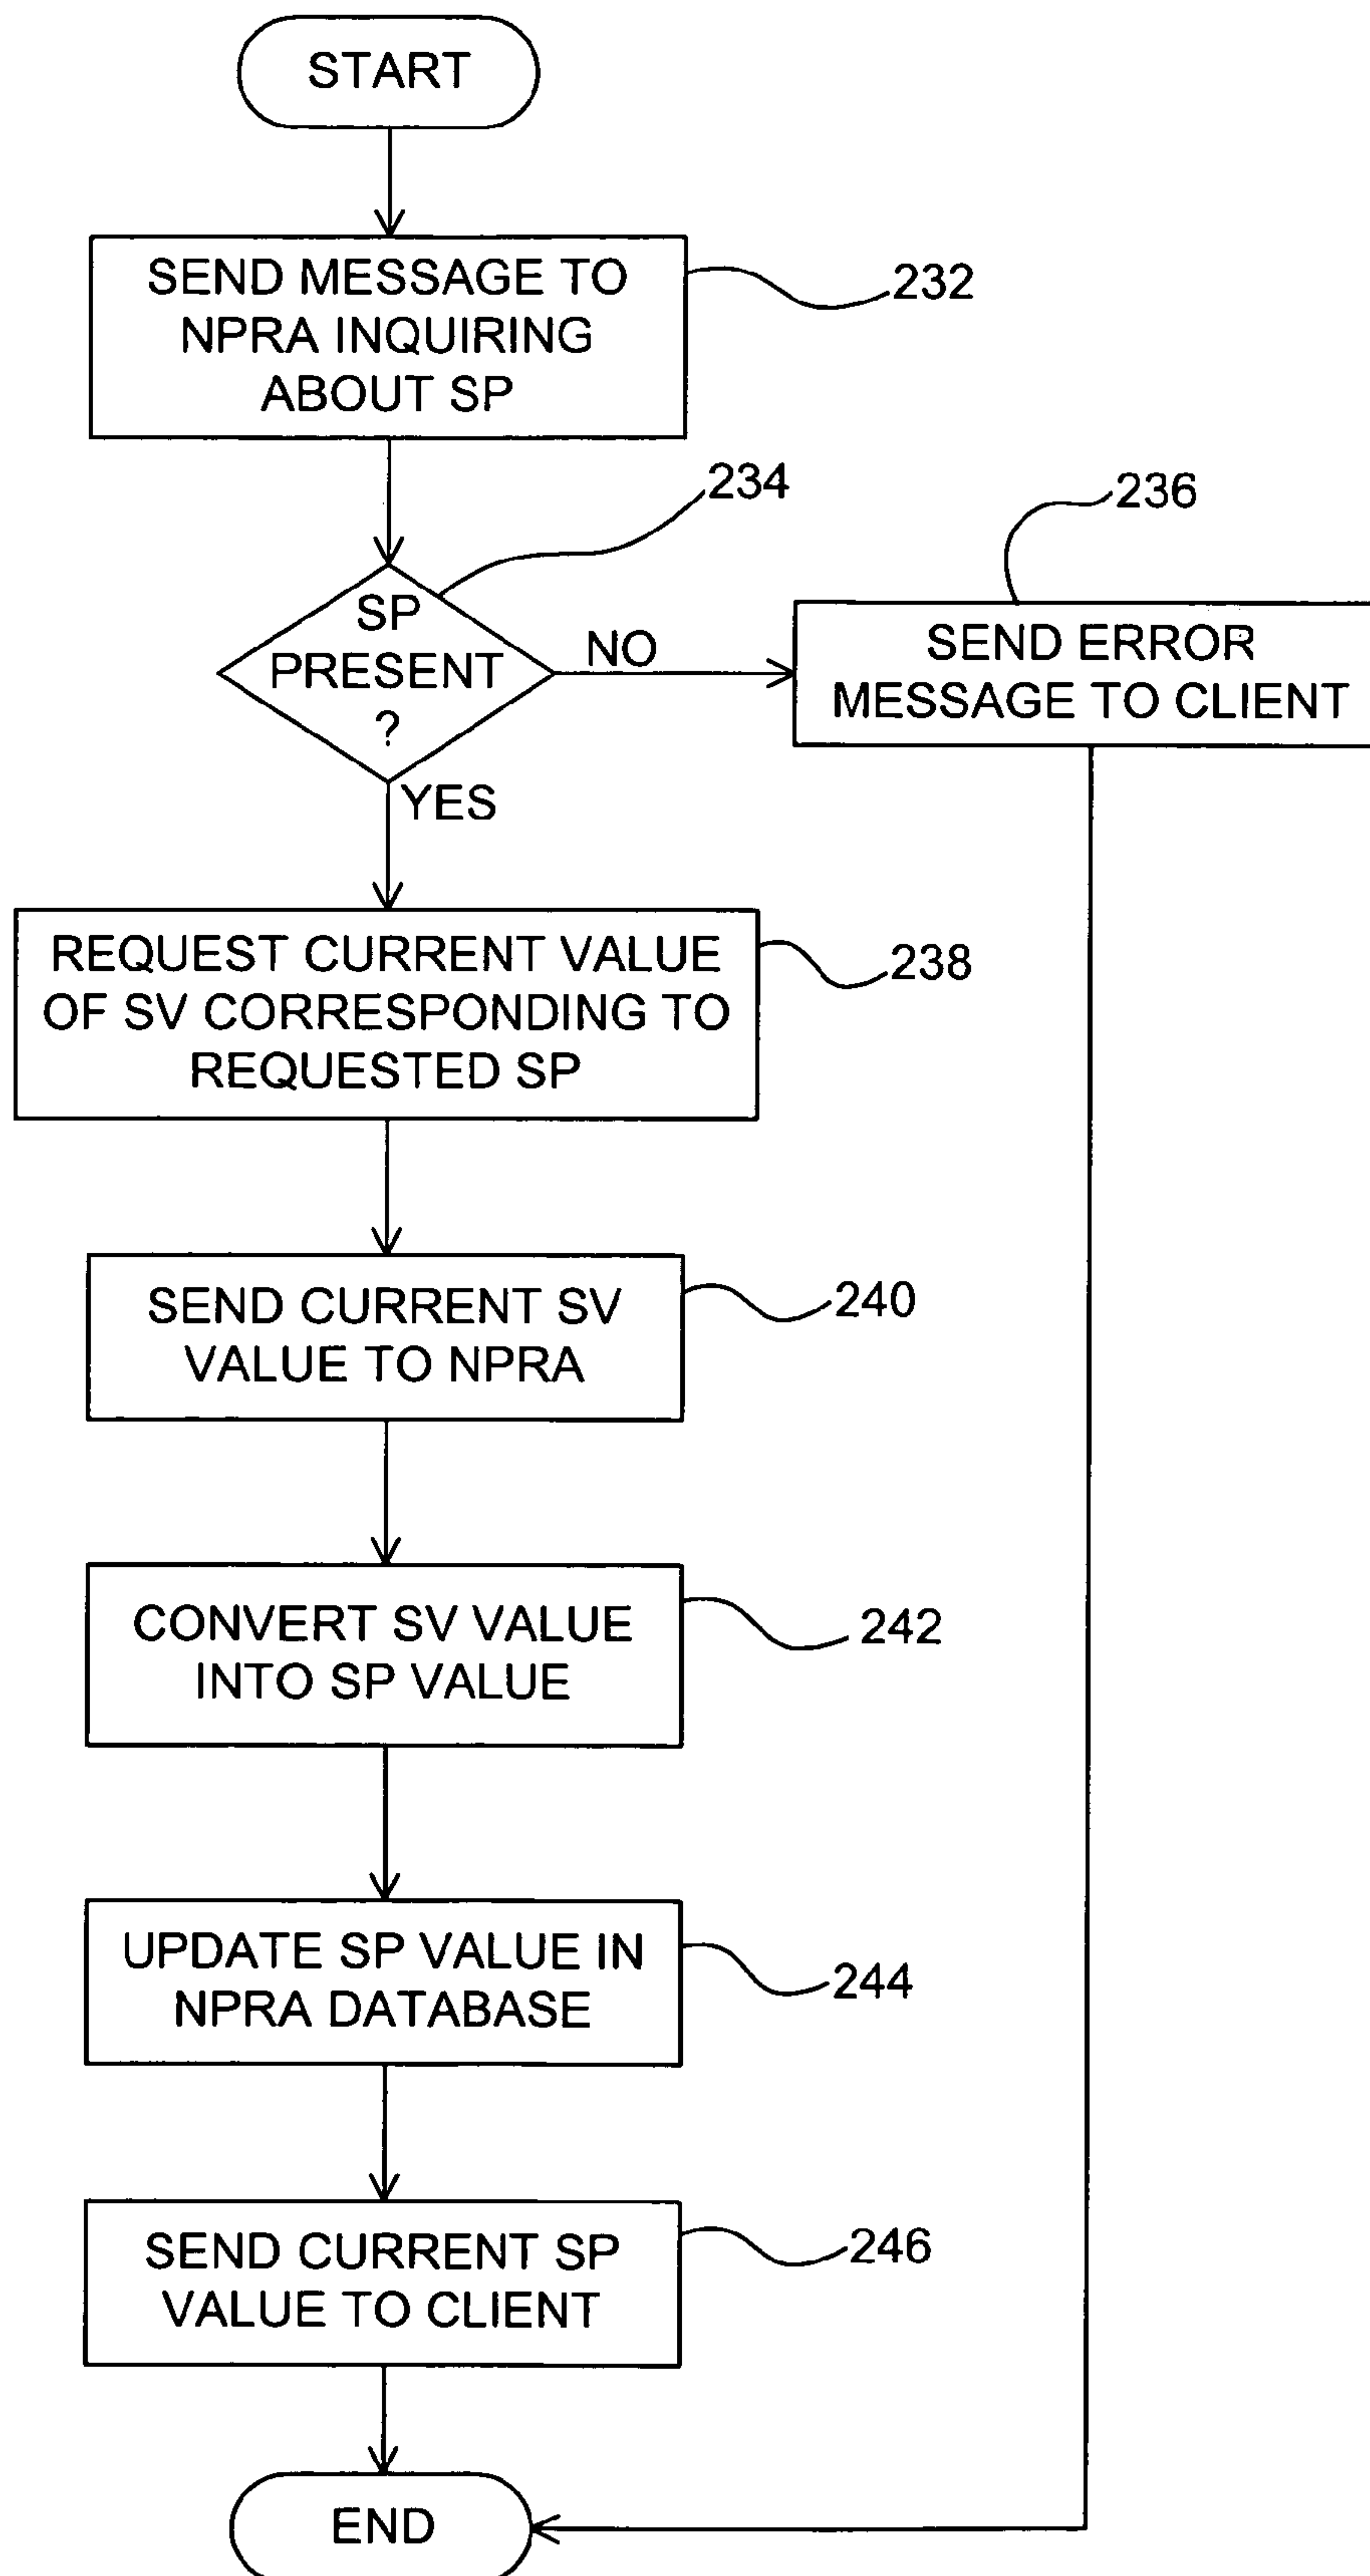 START
SEND MESSAGE TO
NPRA INQUIRING
ABOUT SP
232
234
SP
PRESENT
?
NO
YES
236
SEND ERROR
MESSAGE TO CLIENT
REQUEST CURRENT VALUE
OF SV CORRESPONDING TO
REQUESTED SP
238
SEND CURRENT SV
VALUE TO NPRA
240
CONVERT SV VALUE
INTO SP VALUE
242
UPDATE SP VALUE IN
NPRA DATABASE
244
SEND CURRENT SP
VALUE TO CLIENT
246
END